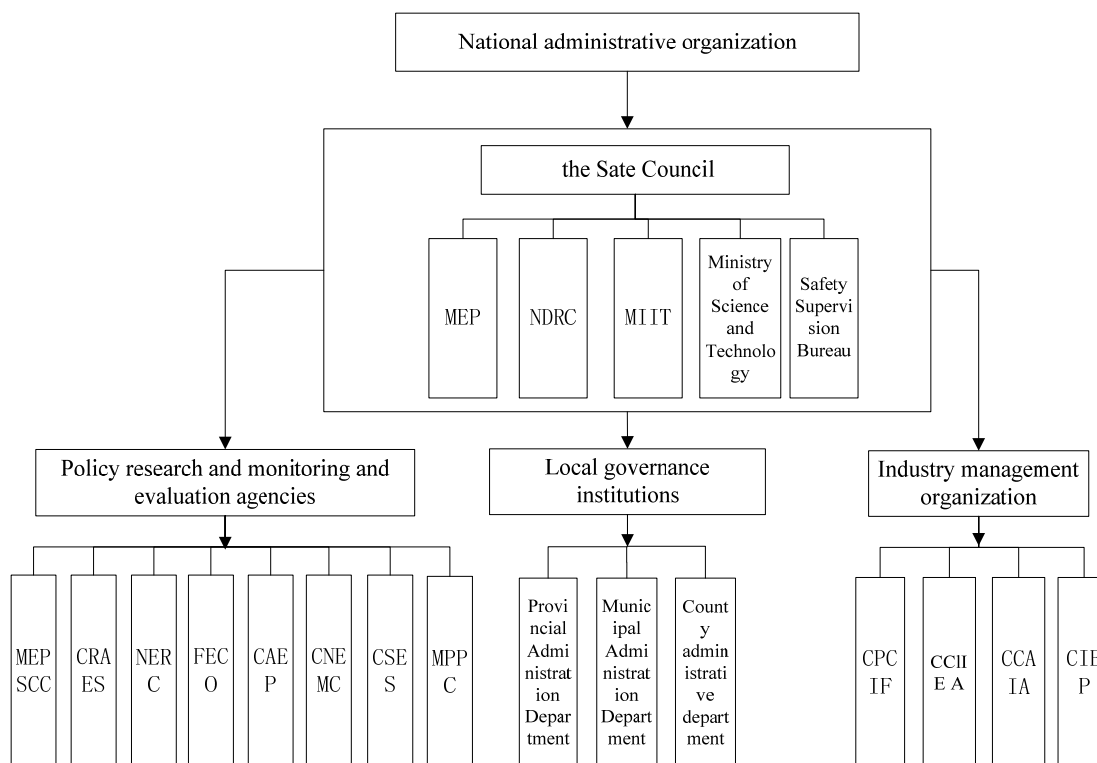 National administrative organization
the Sate Council
MEP
NDRC
MIIT
Ministry
of
Science
and
Technolo
gy
Safety
Supervi
sion
Bureau
Policy research and monitoring and
evaluation agencies
Local governance
institutions
Industry management
organization
MEP
SCC
CRA
ES
NER
C
FEC
O
CAE
P
CNE
MC
CSE
S
MPP
C
Provi
ncial
Admi
nistrat
ion
Depar
tment
Munic
ipal
Admi
nistrat
ion
Depart
ment
Count
y
admin
istrati
ve
depart
ment
CPC
IF
E A
CCA
IA
CIE
P